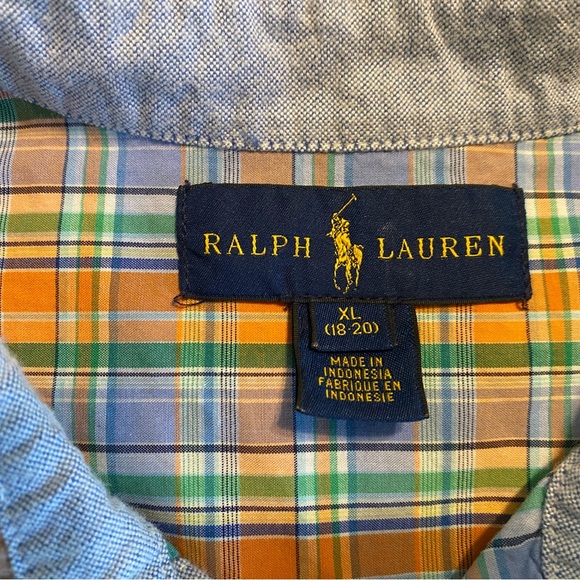 RALPH LAUREN
XL
(18-20)
MADE IN
INDONESIA
FABRIQUE EN
INDONESIE